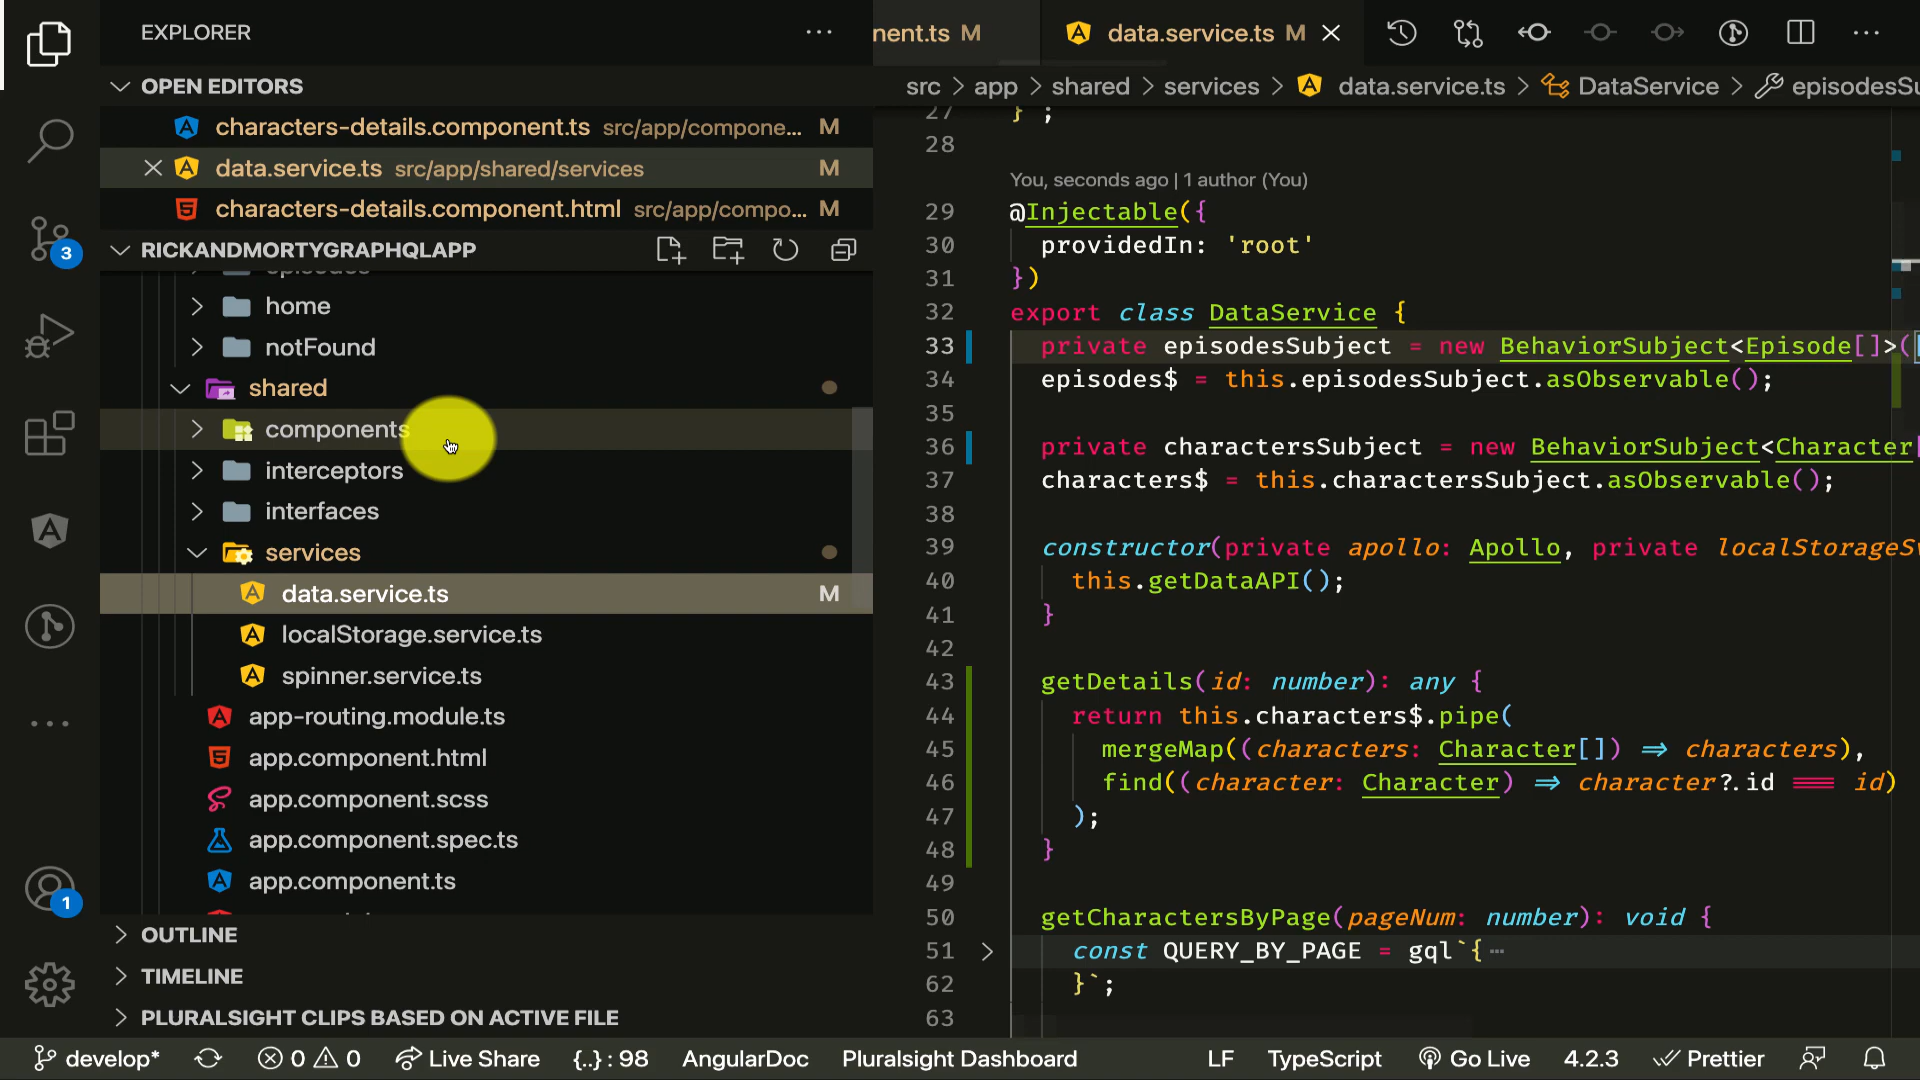 EXPLORER
OPEN EDITORS
characters-details.component.ts src/app/compone... M
data.service.ts src/app/shared/services M
characters-details.component.html src/app/compo... M
RICKANDMORTYGRAPHQLAPP
episodes
home
notFound
shared
components
interceptors
interfaces
services
data.service.ts M
localStorage.service.ts
spinner.service.ts
app-routing.module.ts
app.component.html
app.component.scss
app.component.spec.ts
app.component.ts
OUTLINE
TIMELINE
PLURALSIGHT CLIPS BASED ON ACTIVE FILE
3
1
nent.ts M
data.service.ts M
src > app > shared > services > data.service.ts > DataService > episodesSu
27 } ;
28
You, seconds ago | 1 author (You)
29 @Injectable({
30 providedIn: 'root'
31 })
32 export class DataService {
33 private episodesSubject = new BehaviorSubject<Episode[]>(
34 episodes$ = this.episodesSubject.asObservable();
35
36 private charactersSubject = new BehaviorSubject<Character
37 characters$ = this.charactersSubject.asObservable();
38
39 constructor(private apollo: Apollo, private localStorageSv
40 this.getDataAPI();
41 }
42
43 getDetails(id: number): any {
44 return this.characters$.pipe(
45 mergeMap((characters: Character[]) => characters),
46 find((character: Character) => character?.id === id)
47 );
48 }
49
50 getCharactersByPage(pageNum: number): void {
51 const QUERY_BY_PAGE = gql`{ ...
62 }`;
63
develop* 0 0 Live Share {..} : 98 AngularDoc Pluralsight Dashboard LF TypeScript Go Live 4.2.3 Prettier